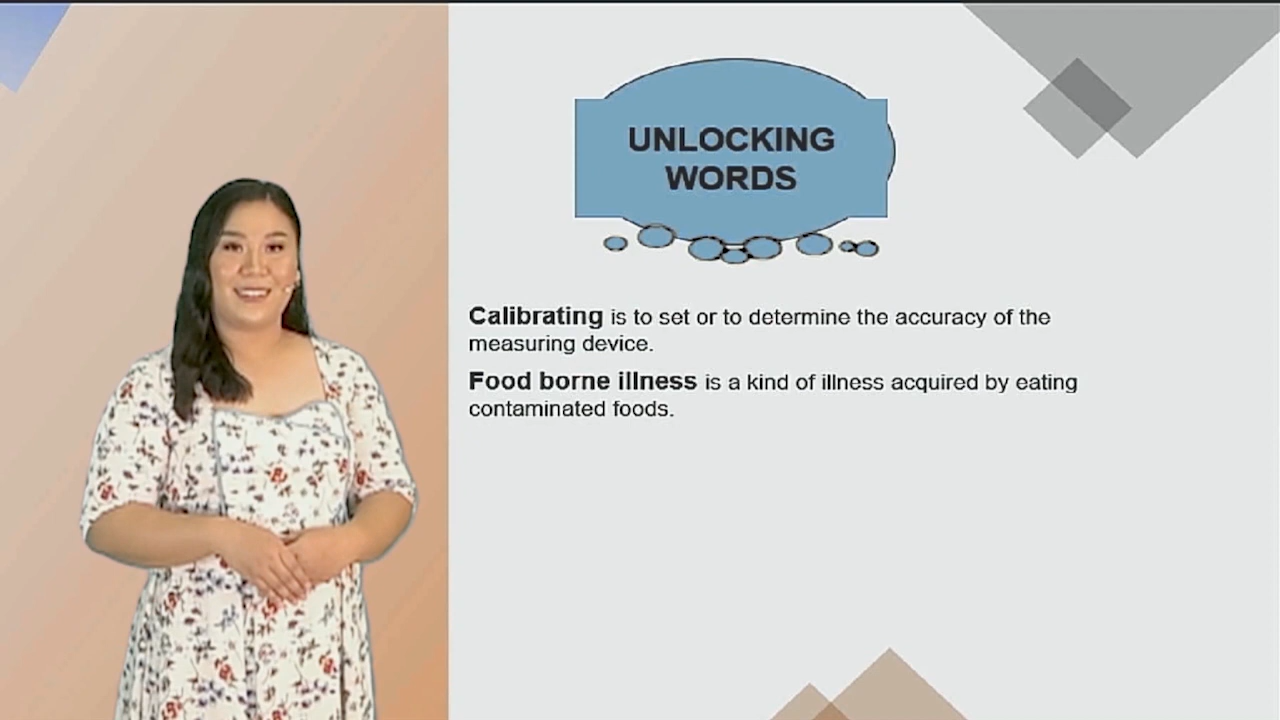 UNLOCKING
WORDS
Calibrating is to set or to determine the accuracy of the
measuring device.
Food borne illness is a kind of illness acquired by eating
contaminated foods.